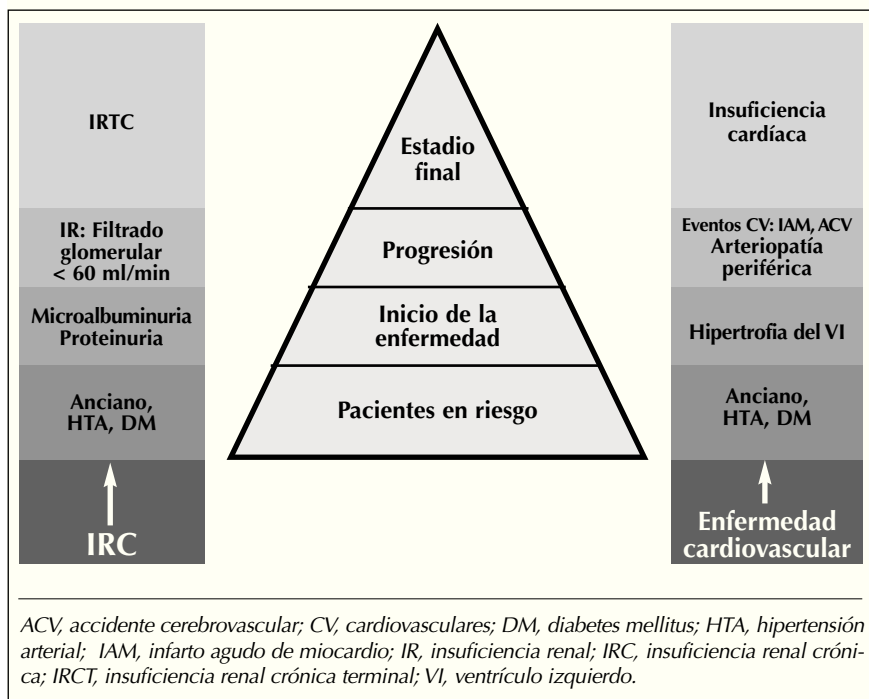 IRTC
IR: Filtrado
glomerular
< 60 ml/min
Microalbuminuria
Proteinuria
Anciano,
HTA, DM
IRC
Estadio
final
Progresión
Inicio de la
enfermedad
Pacientes en riesgo
Insuficiencia
cardíaca
Eventos CV: IAM, ACV
Arteriopatía
periférica
Hipertrofia del VI
Anciano,
HTA, DM
Enfermedad
cardiovascular
ACV, accidente cerebrovascular; CV, cardiovasculares; DM, diabetes mellitus; HTA, hipertensión
arterial; IAM, infarto agudo de miocardio; IR, insuficiencia renal; IRC, insuficiencia renal cróni-
ca; IRCT, insuficiencia renal crónica terminal; VI, ventrículo izquierdo.